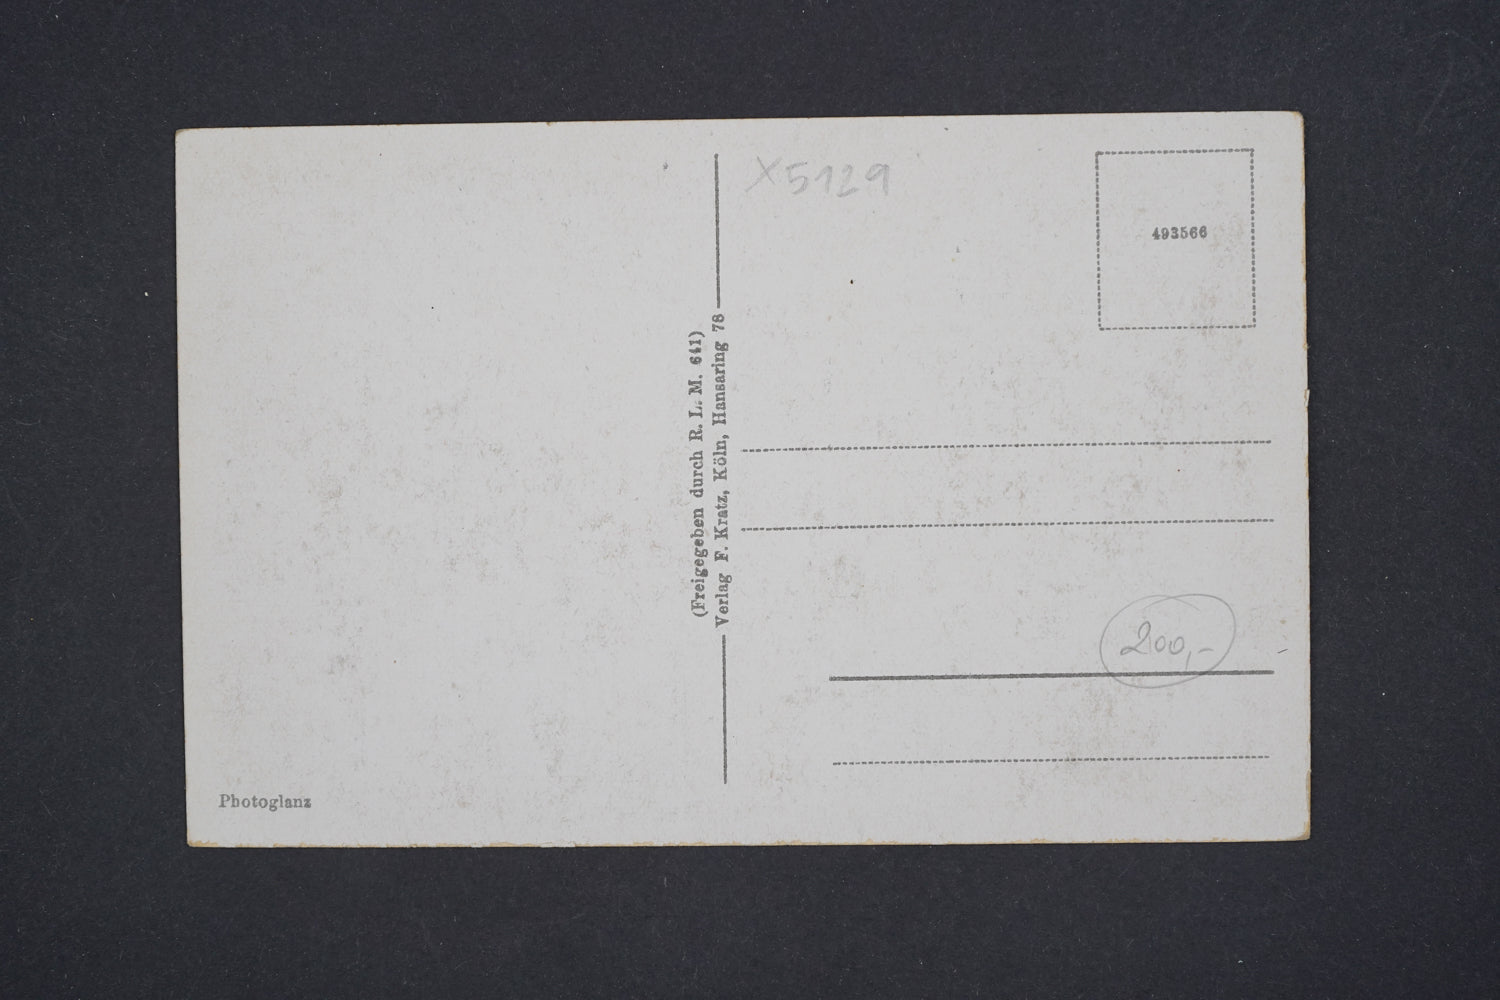 X5129
493566
(Freigegeben durch R. L. M. 641)
Verlag F. Kratz, Köln, Hansaring 78
200,-
Photoglanz